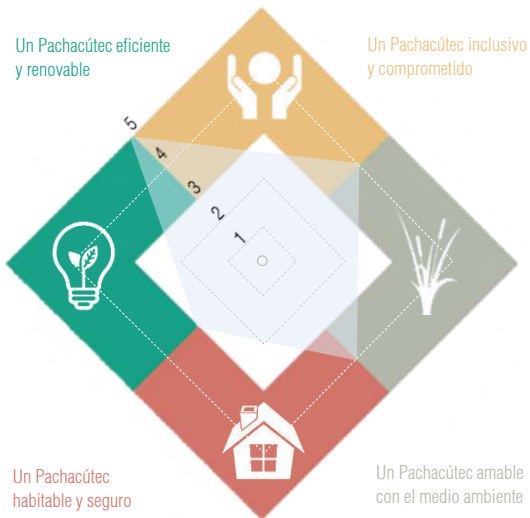 Un Pachacútec eficiente
y renovable
Un Pachacútec inclusivo
y comprometido
5
4
3
2
1
Un Pachacútec
habitable y seguro
Un Pachacútec amable
con el medio ambiente